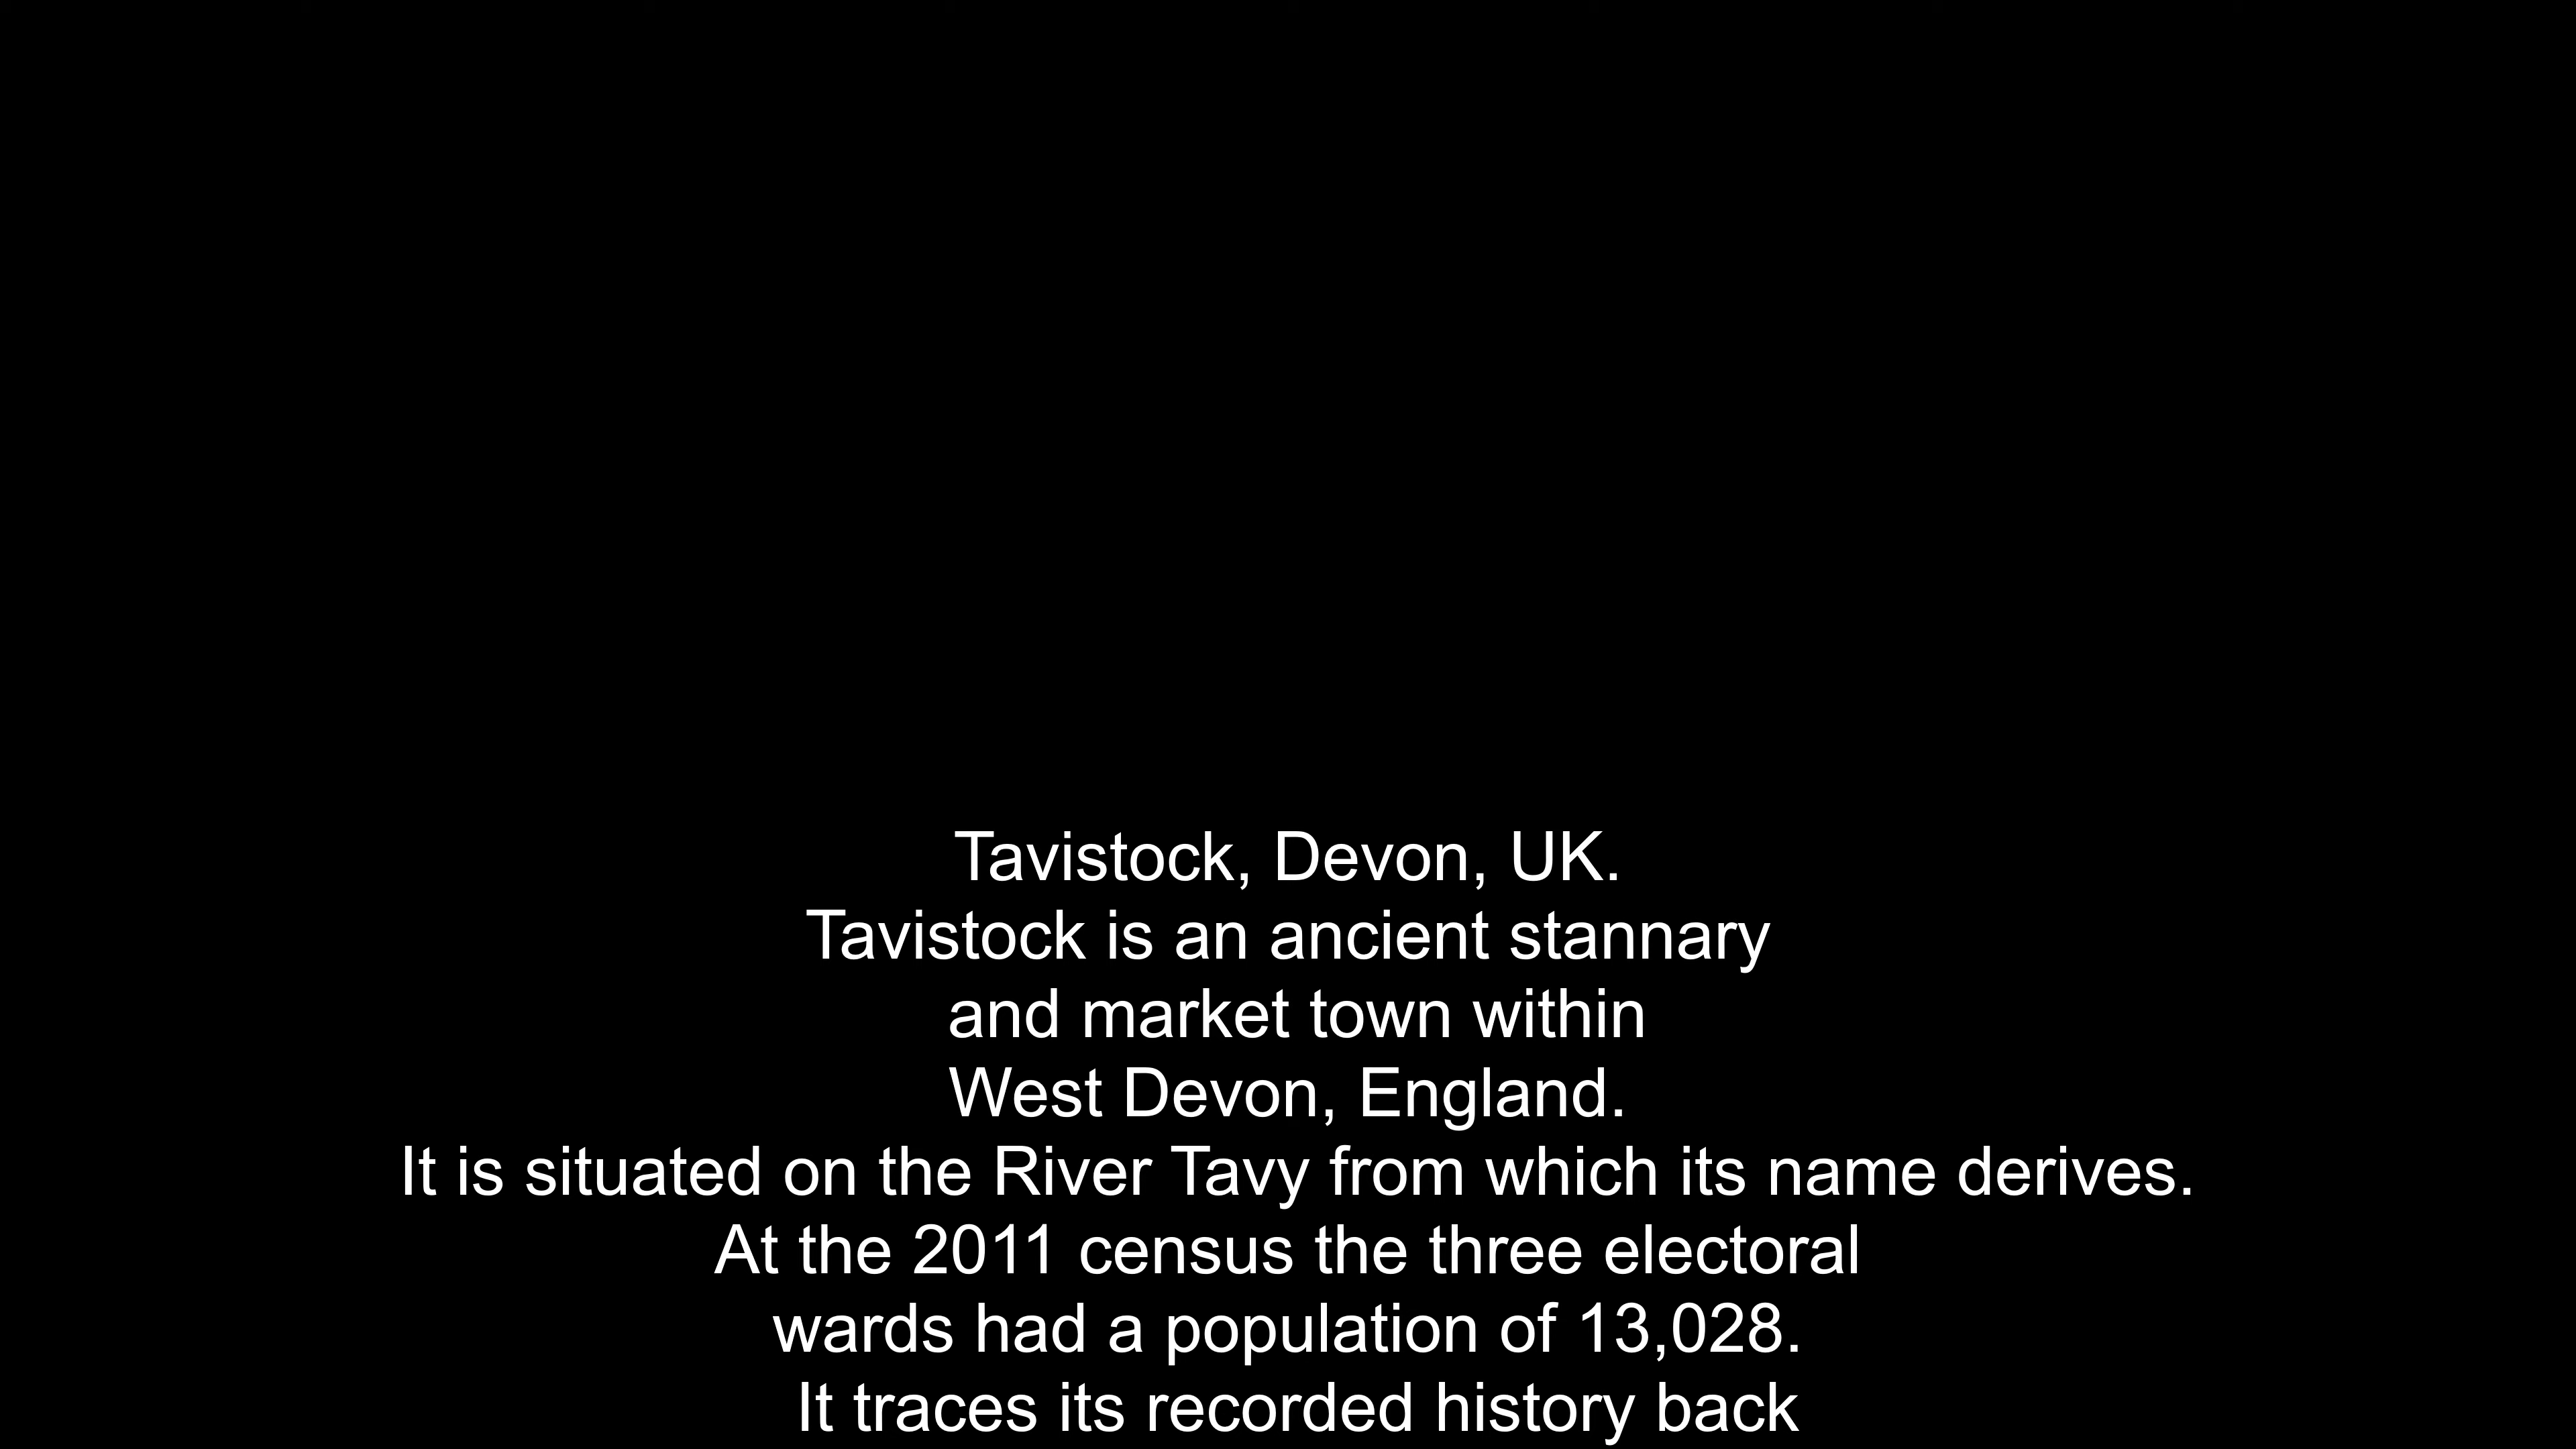 Tavistock, Devon, UK.
Tavistock is an ancient stannary
and market town within
West Devon, England.
It is situated on the River Tavy from which its name derives.
At the 2011 census the three electoral
wards had a population of 13,028.
It traces its recorded history back